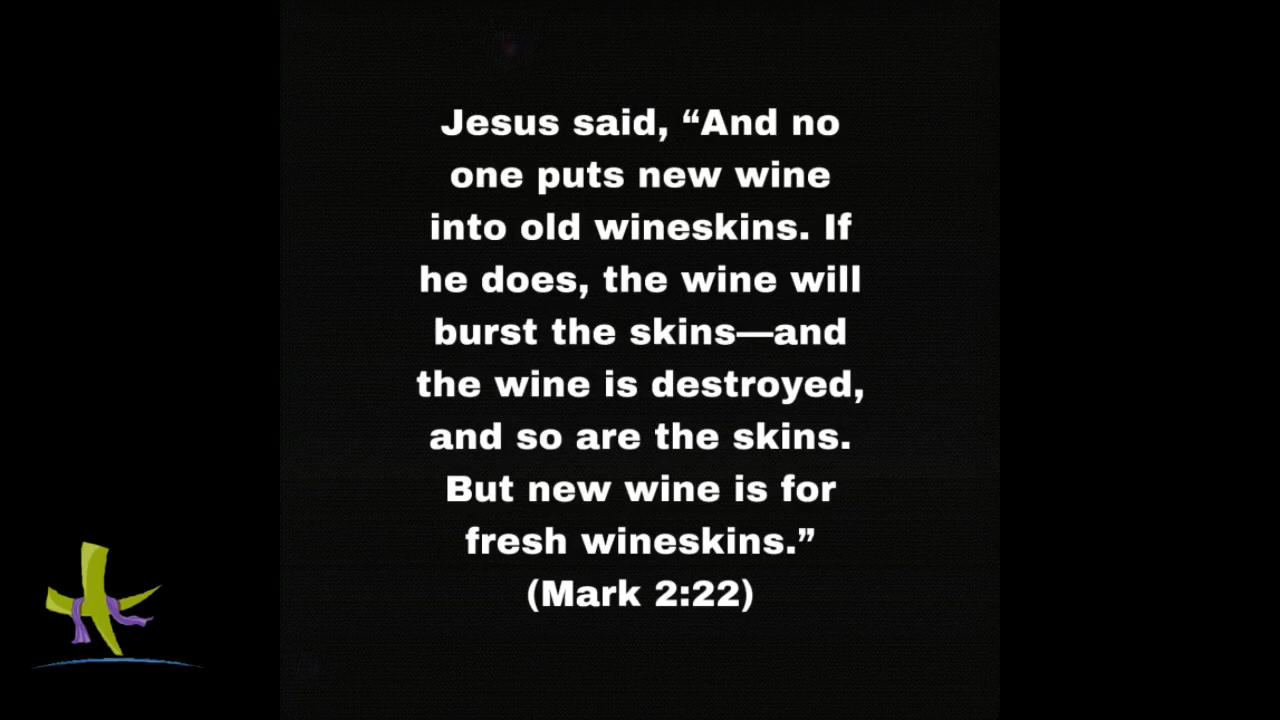 Jesus said, “And no
one puts new wine
into old wineskins. If
he does, the wine will
burst the skins—and
the wine is destroyed,
and so are the skins.
But new wine is for
fresh wineskins.”
(Mark 2:22)